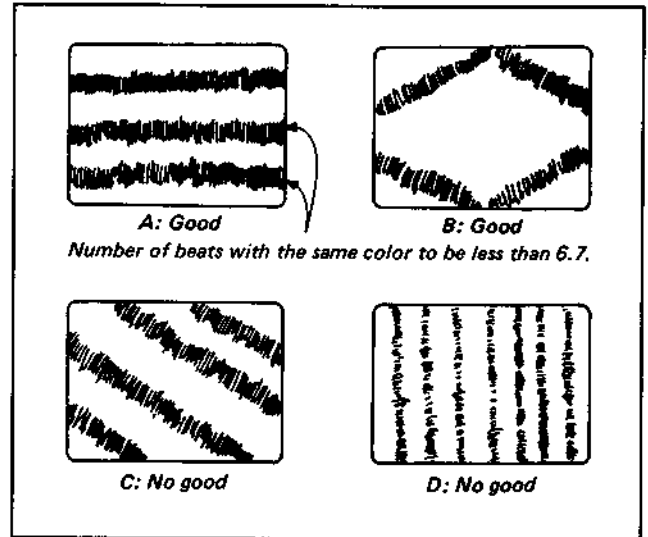 A: Good
B: Good
Number of beats with the same color to be less than 6.7.
C: No good
D: No good